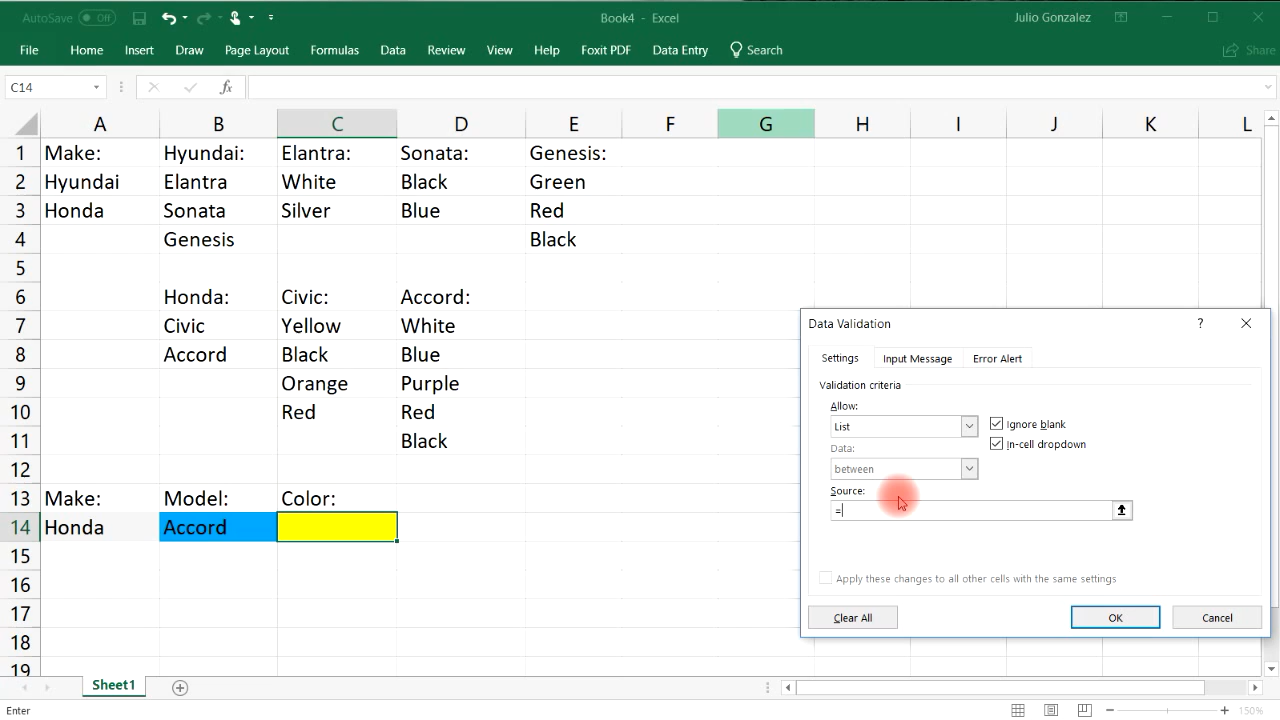 AutoSave Off Book4 - Excel Julio Gonzalez
File Home Insert Draw Page Layout Formulas Data Review View Help Foxit PDF Data Entry Search Share
C14 fx
A B C D E F G H I J K L
1 Make: Hyundai: Elantra: Sonata: Genesis:
2 Hyundai Elantra White Black Green
3 Honda Sonata Silver Blue Red
4 Genesis Black
5
6 Honda: Civic: Accord:
7 Civic Yellow White
8 Accord Black Blue
9 Orange Purple
10 Red Red
11 Black
12
13 Make: Model: Color:
14 Honda Accord
15
16
17
18
19
Data Validation ?
Settings Input Message Error Alert
Validation criteria
Allow:
List Ignore blank
Data: In-cell dropdown
between
Source:
=
Apply these changes to all other cells with the same settings
Clear All OK Cancel
Sheet1
Enter 150%